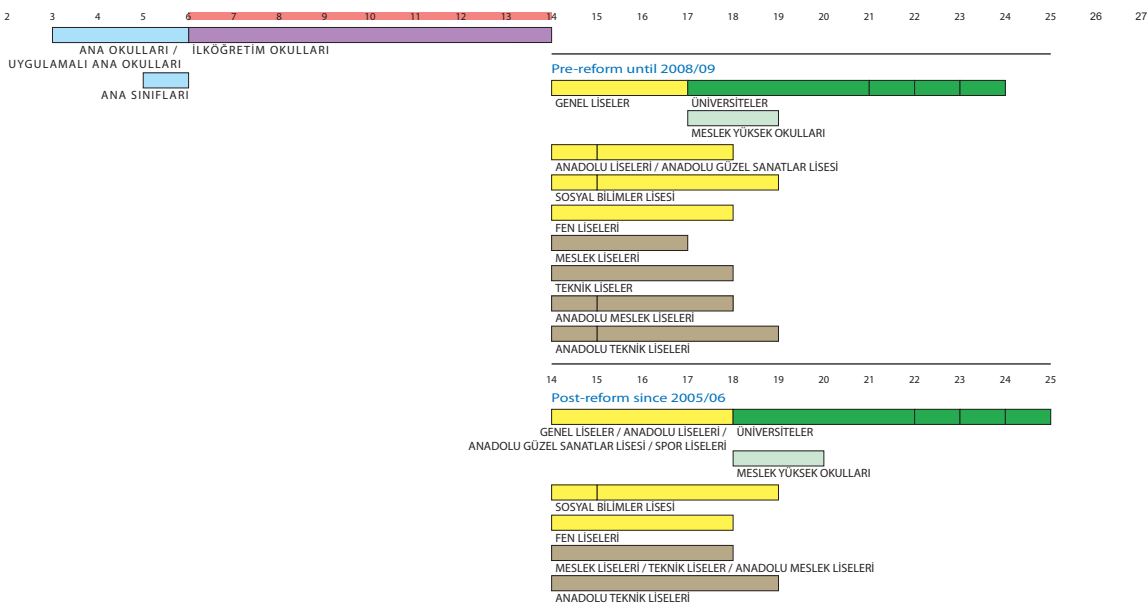 2 3 4 5 6 7 8 9 10 11 12 13 14 15 16 17 18 19 20 21 22 23 24 25 26 27
ANA OKULLARI /
UYGULAMALI ANA OKULLARI
İLKÖĞRETİM OKULLARI
ANA SINIFLARI
Pre-reform until 2008/09
GENEL LİSELER
ÜNİVERSİTELER
MESLEK YÜKSEK OKULLARI
ANADOLU LİSELERİ / ANADOLU GÜZEL SANATLAR LİSESİ
SOSYAL BİLİMLER LİSESİ
FEN LİSELERİ
MESLEK LİSELERİ
TEKNİK LİSELER
ANADOLU MESLEK LİSELERİ
ANADOLU TEKNİK LİSELERİ
14 15 16 17 18 19 20 21 22 23 24 25
Post-reform since 2005/06
GENEL LİSELER / ANADOLU LİSELERİ /
ANADOLU GÜZEL SANATLAR LİSESİ / SPOR LİSELERİ
ÜNİVERSİTELER
MESLEK YÜKSEK OKULLARI
SOSYAL BİLİMLER LİSESİ
FEN LİSELERİ
MESLEK LİSELERİ / TEKNİK LİSELER / ANADOLU MESLEK LİSELERİ
ANADOLU TEKNİK LİSELERİ